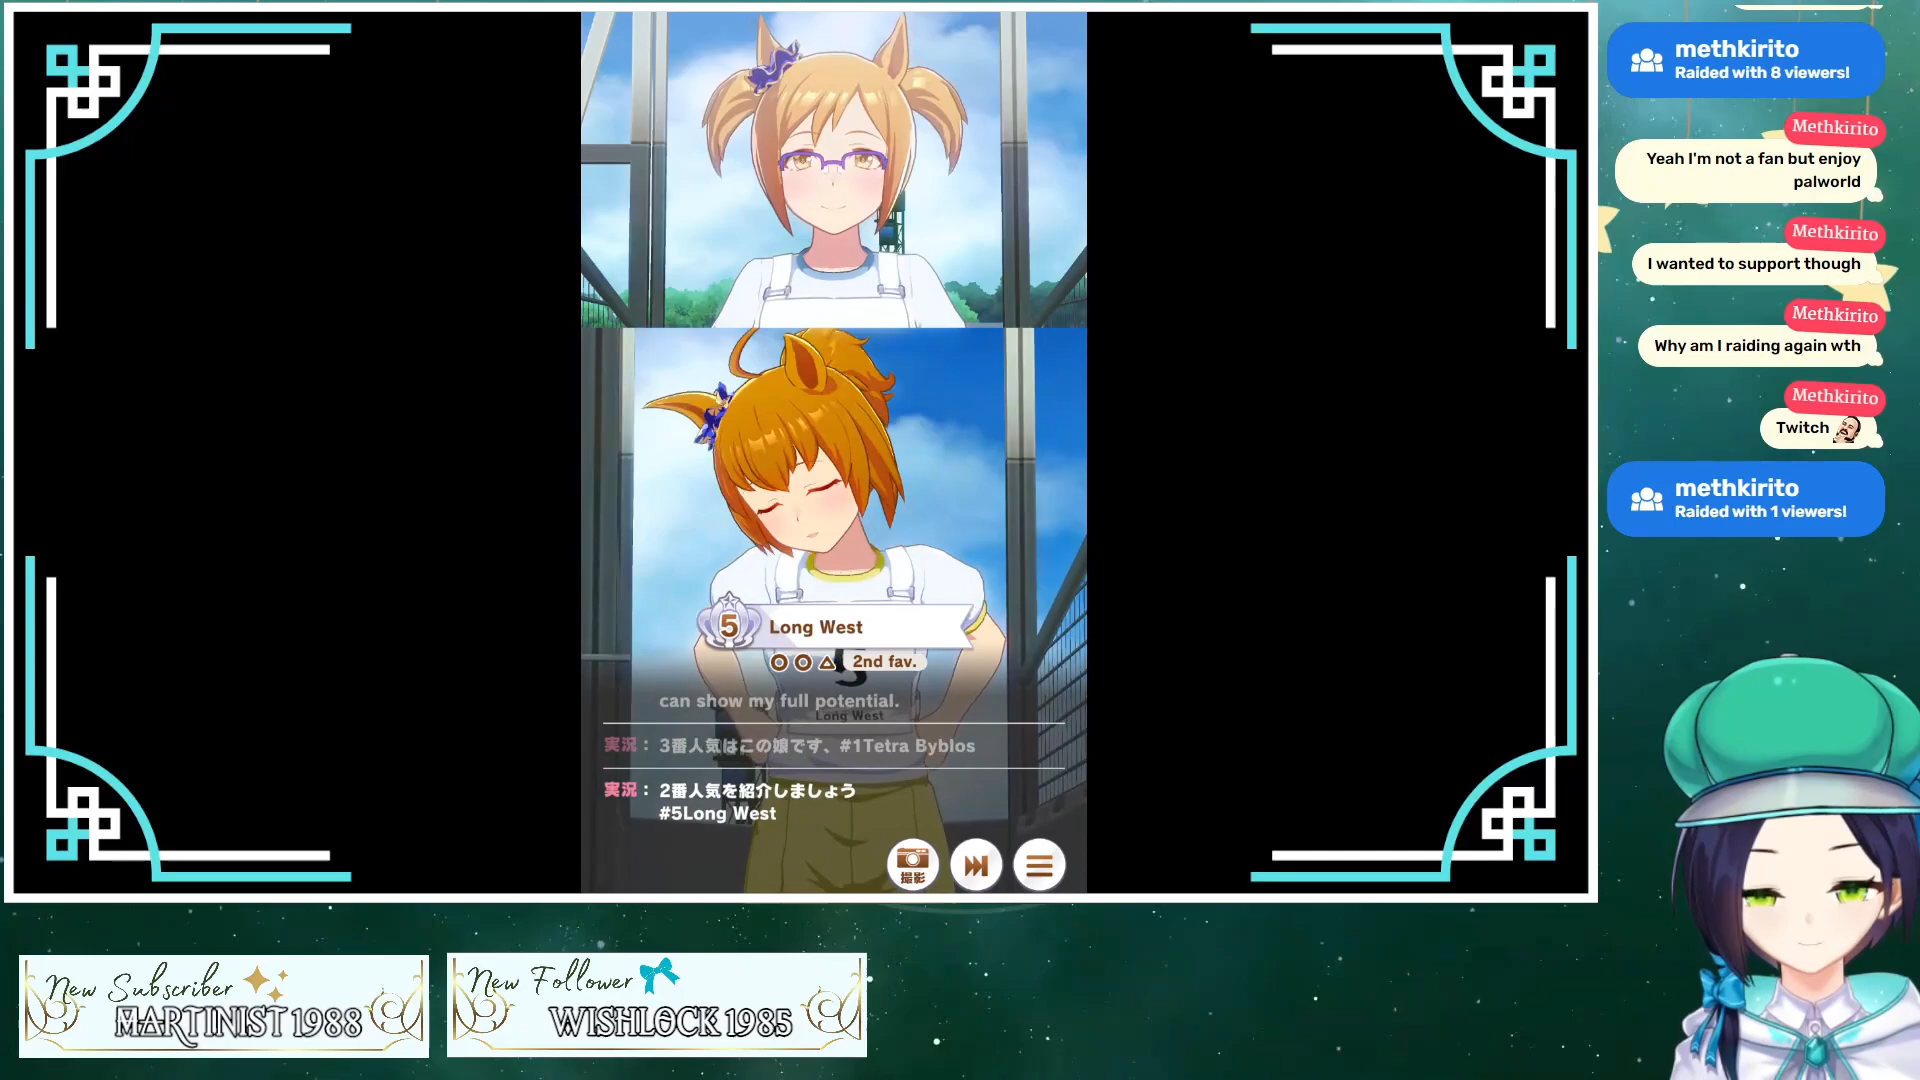 methkirito
Raided with 8 viewers!
Methkirito
Yeah I'm not a fan but enjoy
palworld
Methkirito
I wanted to support though
Methkirito
Why am I raiding again wth
Methkirito
Twitch
methkirito
Raided with 1 viewers!
5
Long West
2nd fav.
can show my full potential.
Long West
実況： 3番人気はこの娘です、#1Tetra Byblos
実況： 2番人気を紹介しましょう
#5Long West
撮影
New Subscriber
MARTINIST 1988
New Follower
WISHLOCK 1985